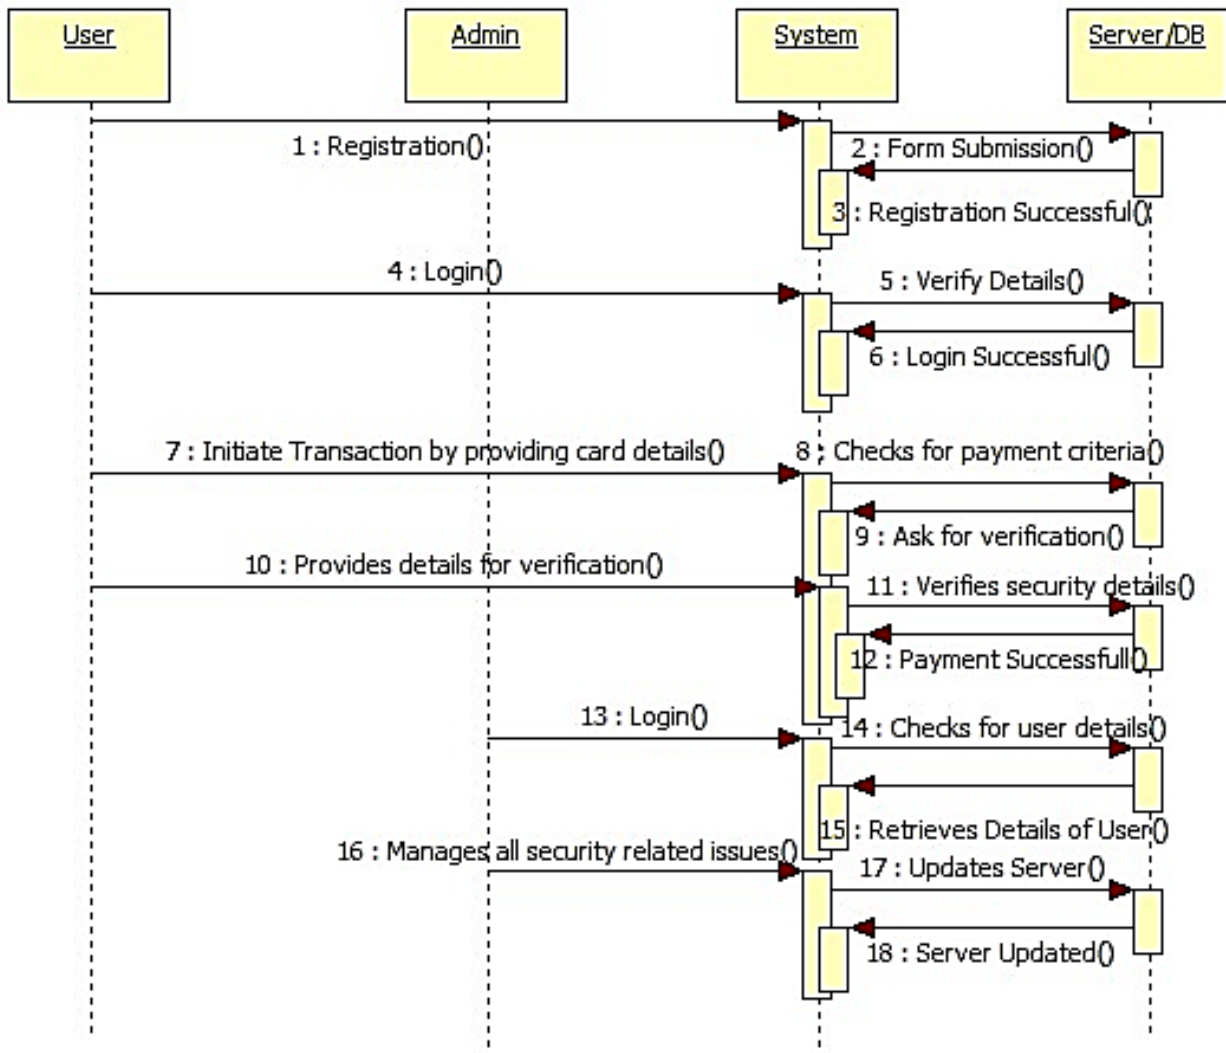 User
Admin
System
Server/DB
1 : Registration()
2 : Form Submission()
3 : Registration Successful()
4 : Login()
5 : Verify Details()
6 : Login Successful()
7 : Initiate Transaction by providing card details()
8 : Checks for payment criteria()
9 : Ask for verification()
10 : Provides details for verification()
11 : Verifies security details()
12 : Payment Successfull()
13 : Login()
14 : Checks for user details()
15 : Retrieves Details of User()
16 : Manages all security related issues()
17 : Updates Server()
18 : Server Updated()